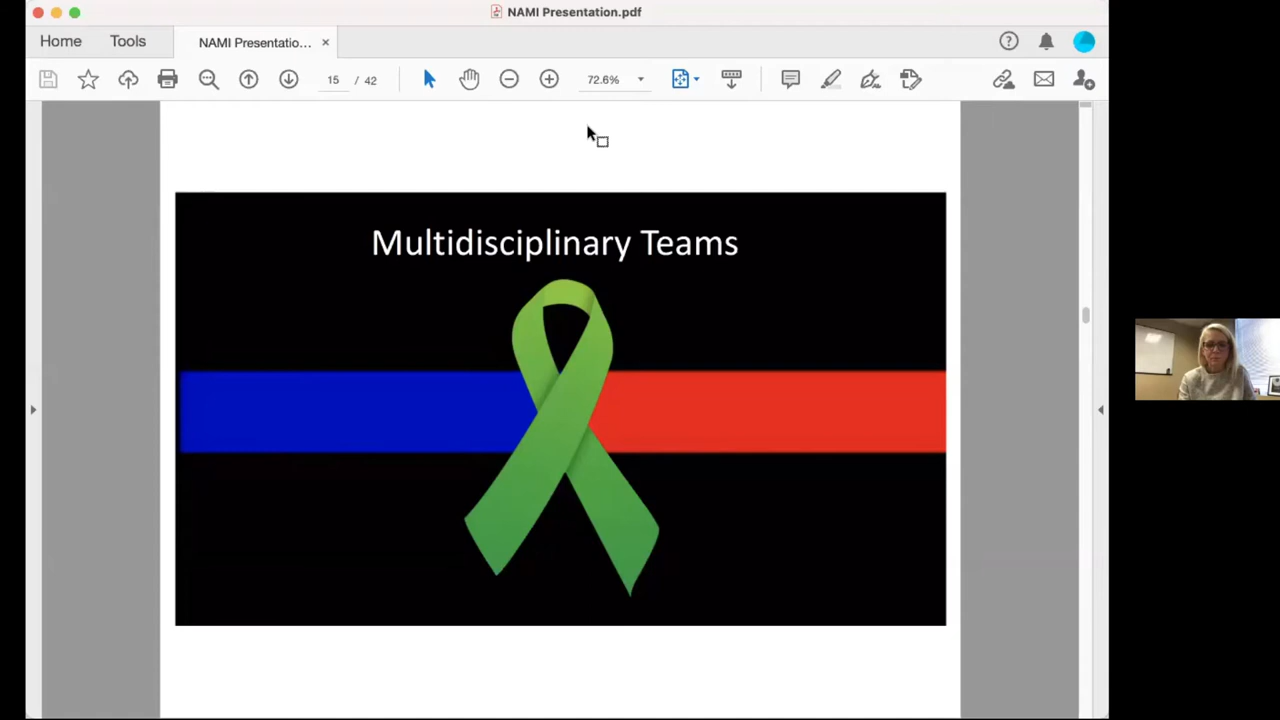 NAMI Presentation.pdf
Home
Tools
NAMI Presentatio...
15 / 42
72.6%
Multidisciplinary Teams